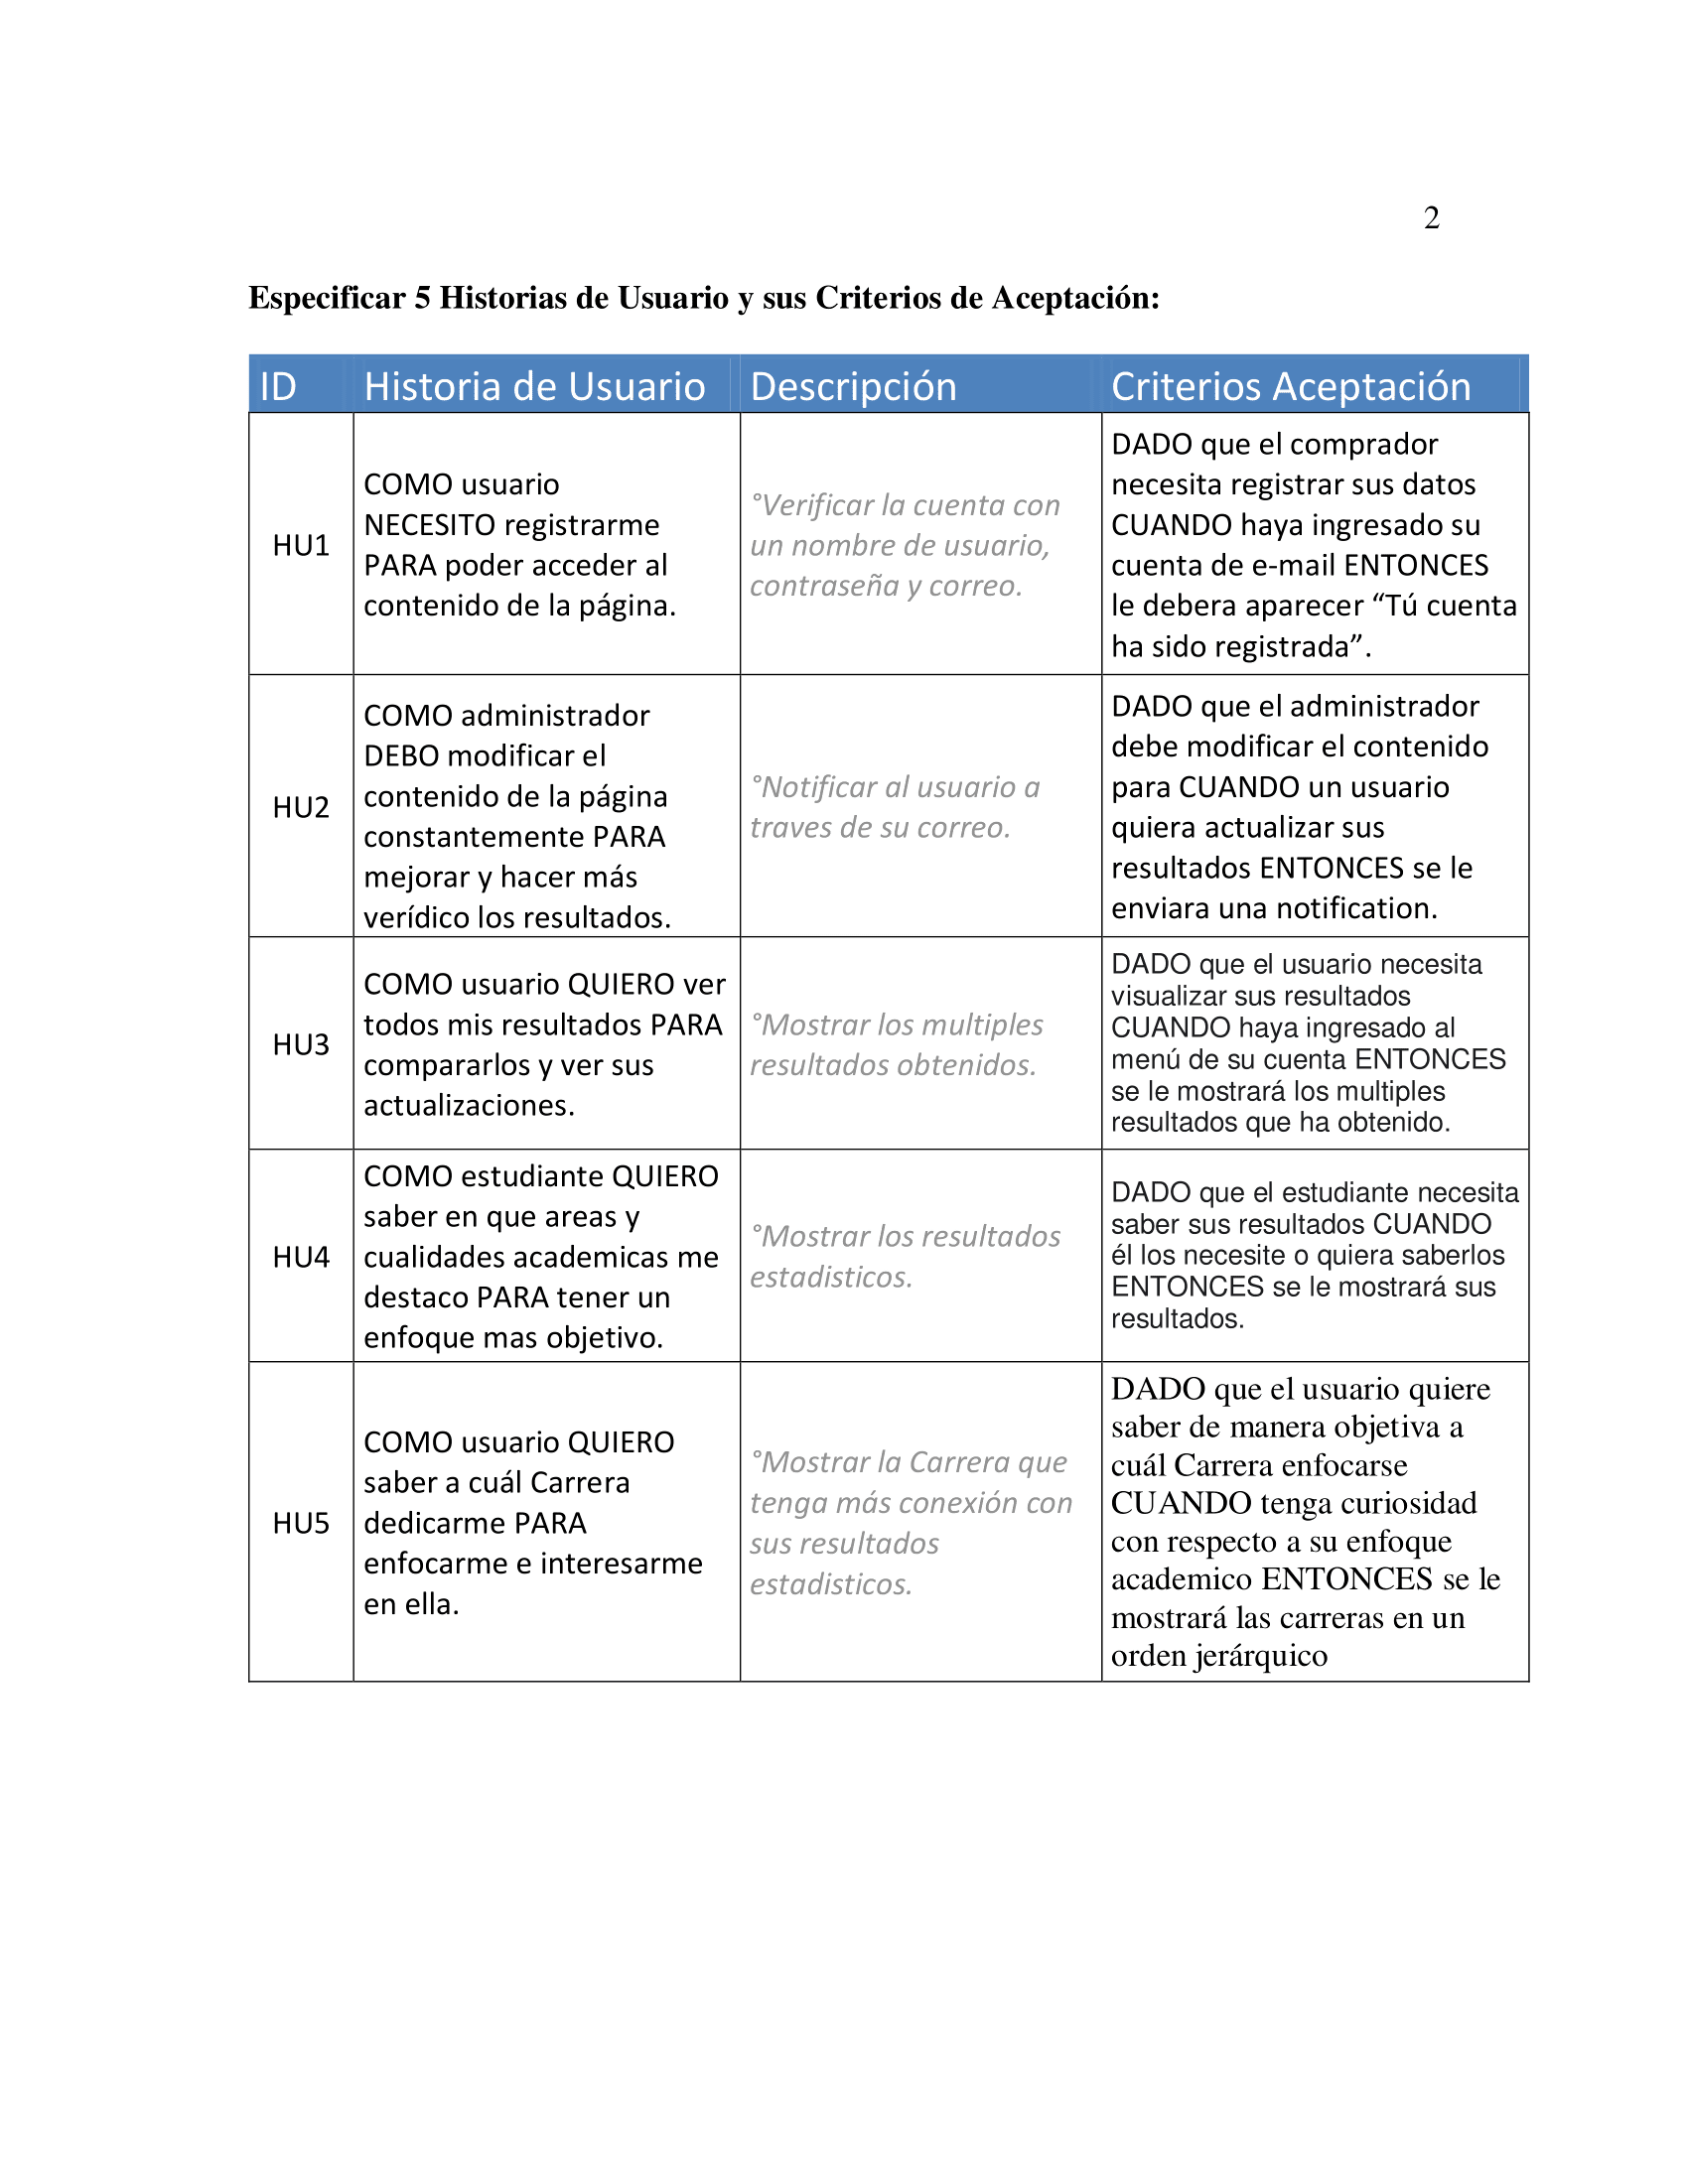 2
Especificar 5 Historias de Usuario y sus Criterios de Aceptación:
ID Historia de Usuario Descripción Criterios Aceptación
HU1
COMO usuario
NECESITO registrarme
PARA poder acceder al
contenido de la página.
°Verificar la cuenta con
un nombre de usuario,
contraseña y correo.
DADO que el comprador
necesita registrar sus datos
CUANDO haya ingresado su
cuenta de e-mail ENTONCES
le debera aparecer “Tú cuenta
ha sido registrada”.
HU2
COMO administrador
DEBO modificar el
contenido de la página
constantemente PARA
mejorar y hacer más
verídico los resultados.
°Notificar al usuario a
traves de su correo.
DADO que el administrador
debe modificar el contenido
para CUANDO un usuario
quiera actualizar sus
resultados ENTONCES se le
enviara una notification.
HU3
COMO usuario QUIERO ver
todos mis resultados PARA
compararlos y ver sus
actualizaciones.
°Mostrar los multiples
resultados obtenidos.
DADO que el usuario necesita
visualizar sus resultados
CUANDO haya ingresado al
menú de su cuenta ENTONCES
se le mostrará los multiples
resultados que ha obtenido.
HU4
COMO estudiante QUIERO
saber en que areas y
cualidades academicas me
destaco PARA tener un
enfoque mas objetivo.
°Mostrar los resultados
estadisticos.
DADO que el estudiante necesita
saber sus resultados CUANDO
él los necesite o quiera saberlos
ENTONCES se le mostrará sus
resultados.
HU5
COMO usuario QUIERO
saber a cuál Carrera
dedicarme PARA
enfocarme e interesarme
en ella.
°Mostrar la Carrera que
tenga más conexión con
sus resultados
estadisticos.
DADO que el usuario quiere
saber de manera objetiva a
cuál Carrera enfocarse
CUANDO tenga curiosidad
con respecto a su enfoque
academico ENTONCES se le
mostrará las carreras en un
orden jerárquico